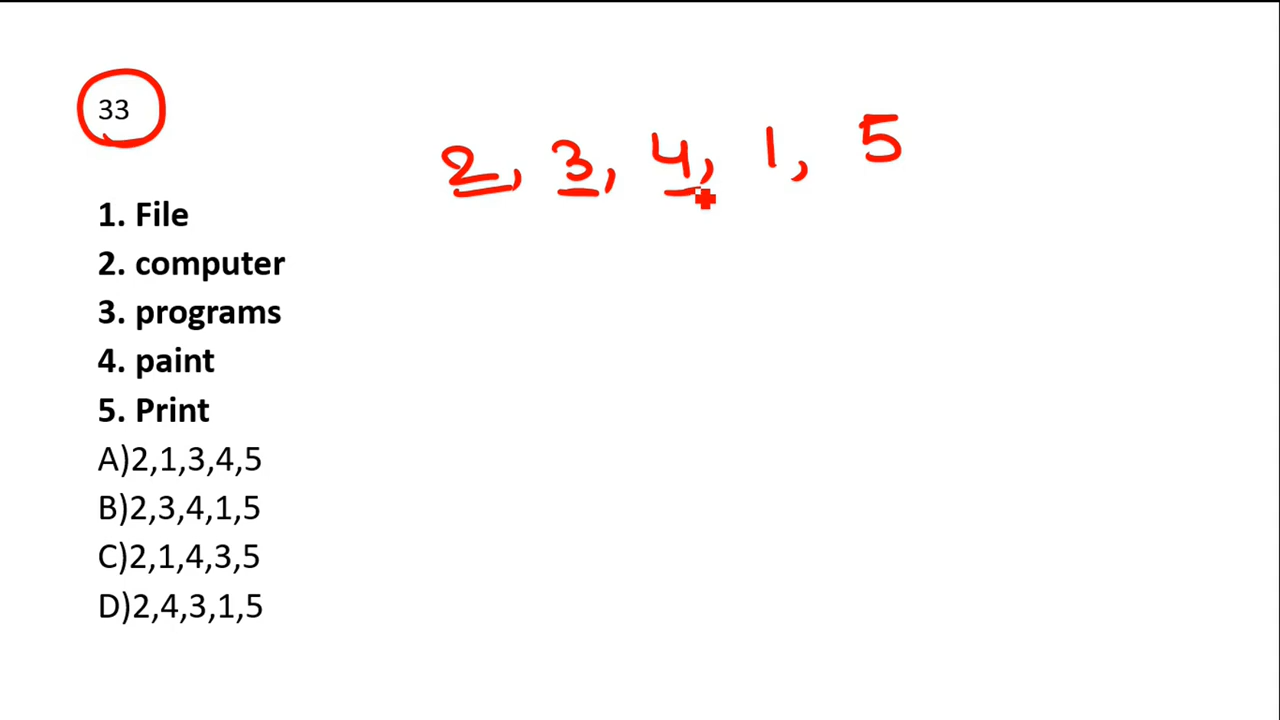 33
2, 3, 4, 1, 5
1. File
2. computer
3. programs
4. paint
5. Print
A)2,1,3,4,5
B)2,3,4,1,5
C)2,1,4,3,5
D)2,4,3,1,5